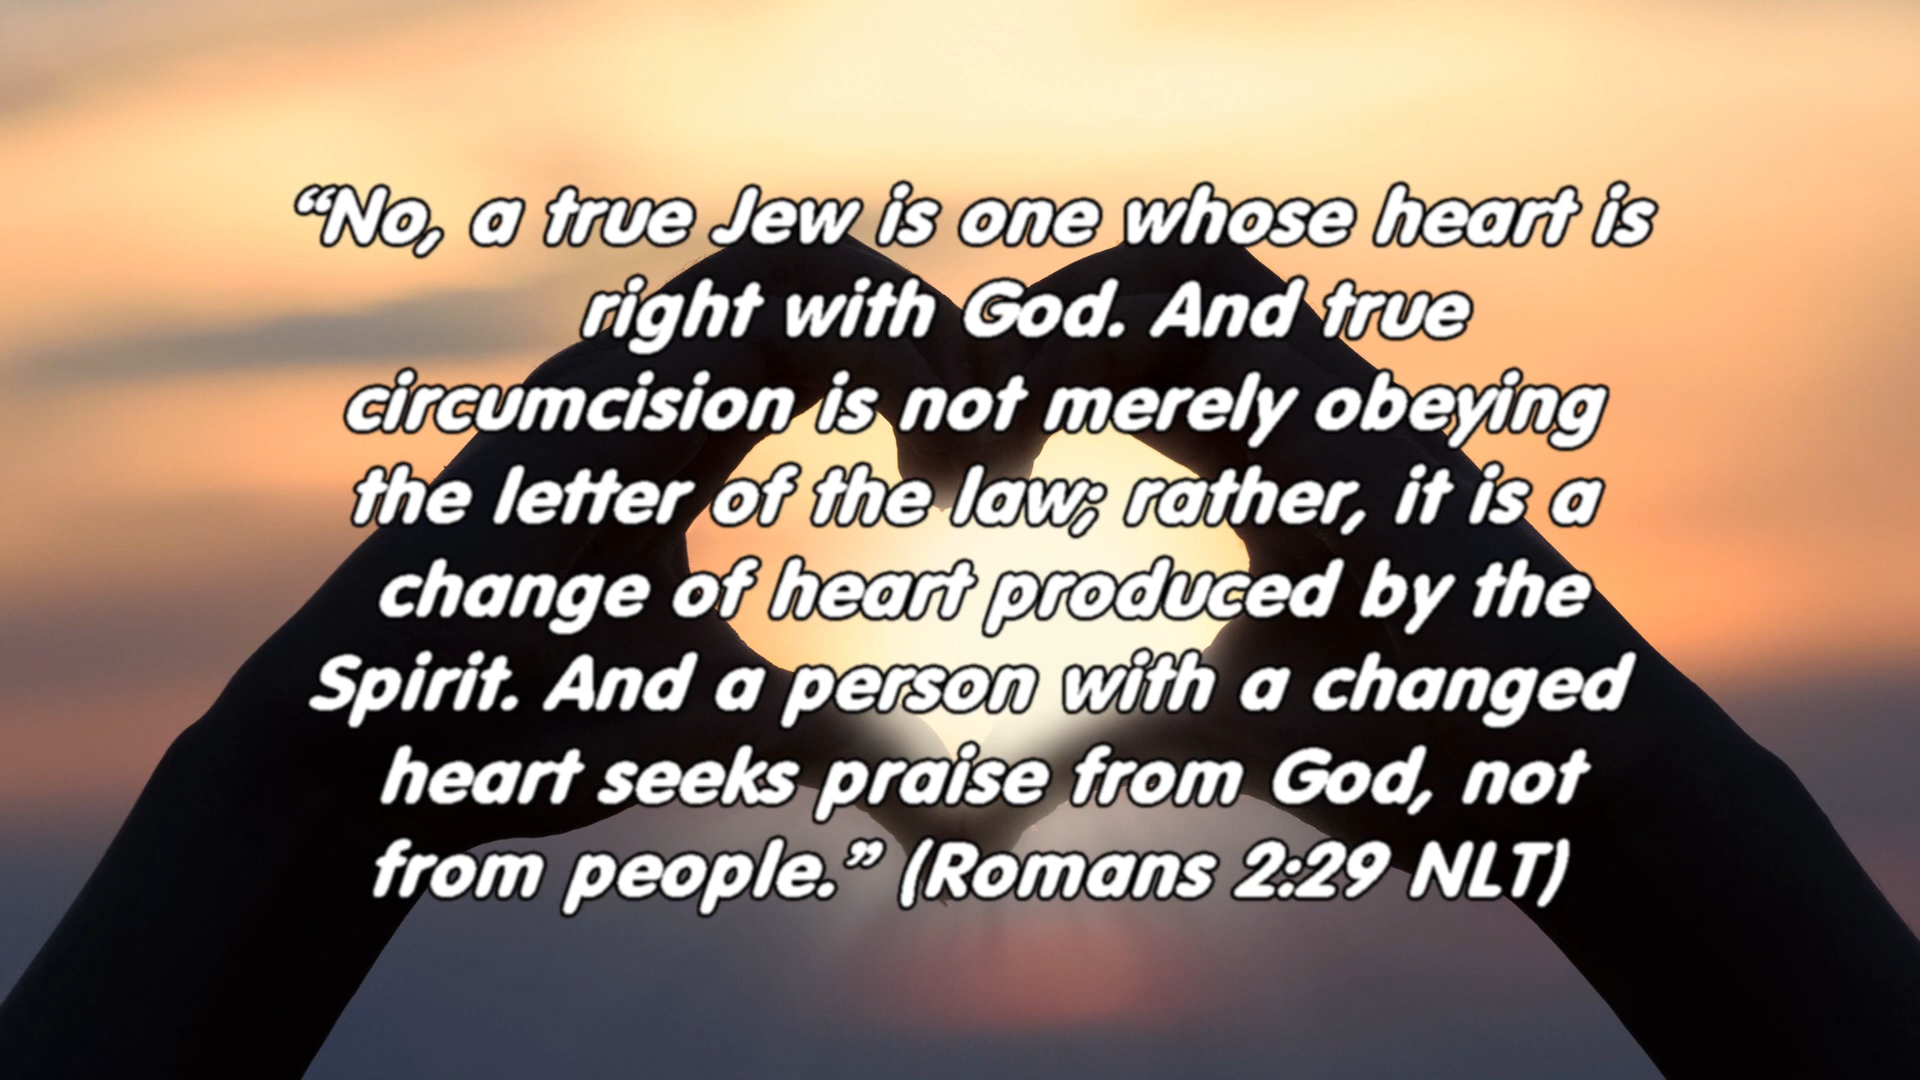 “No, a true Jew is one whose heart is
right with God. And true
circumcision is not merely obeying
the letter of the law; rather, it is a
change of heart produced by the
Spirit. And a person with a changed
heart seeks praise from God, not
from people.” (Romans 2:29 NLT)